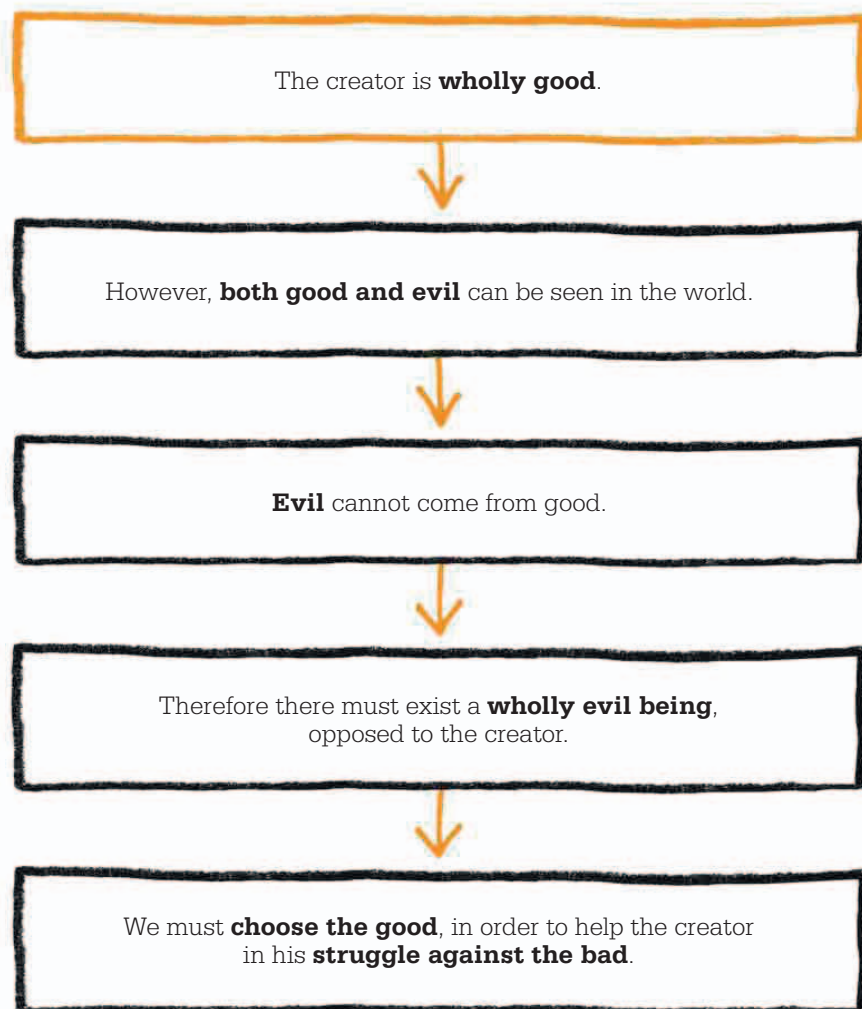 The creator is wholly good.
However, both good and evil can be seen in the world.
Evil cannot come from good.
Therefore there must exist a wholly evil being,
opposed to the creator.
We must choose the good, in order to help the creator
in his struggle against the bad.